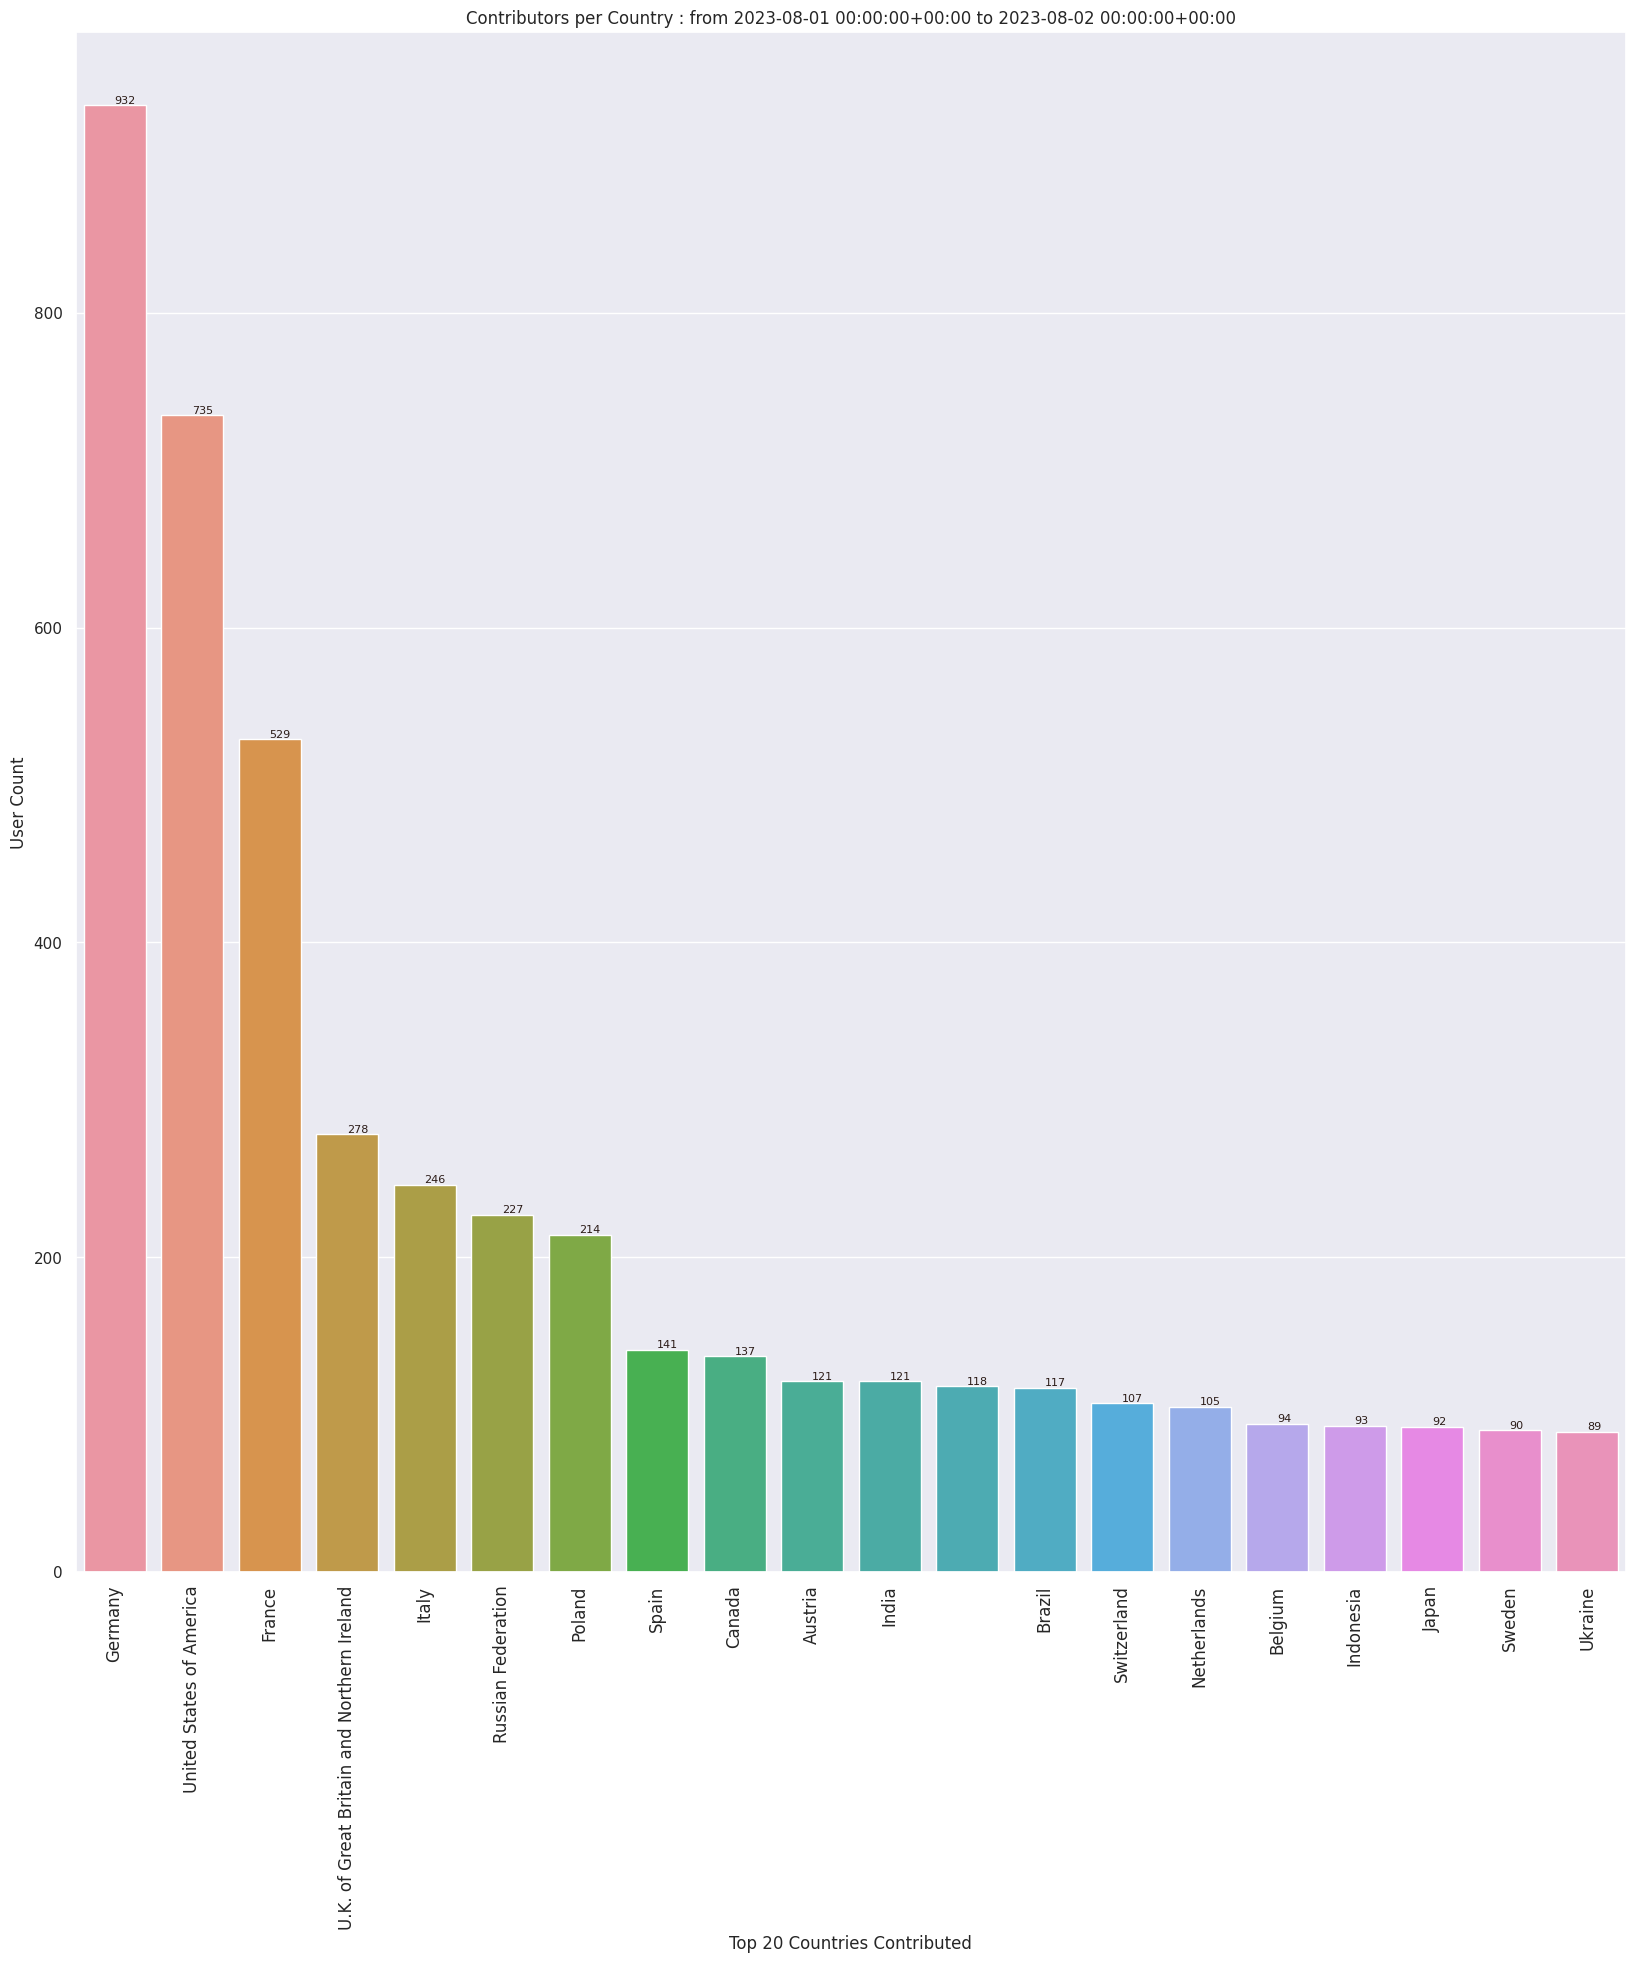 Contributors per Country : from 2023-08-01 00:00:00+00:00 to 2023-08-02 00:00:00+00:00
User Count
800
600
400
200
0
932
735
529
278
246
227
214
141
137
121
121
118
117
107
105
94
93
92
90
89
Germany
United States of America
France
U.K. of Great Britain and Northern Ireland
Italy
Russian Federation
Poland
Spain
Canada
Austria
India
Brazil
Switzerland
Netherlands
Belgium
Indonesia
Japan
Sweden
Ukraine
Top 20 Countries Contributed